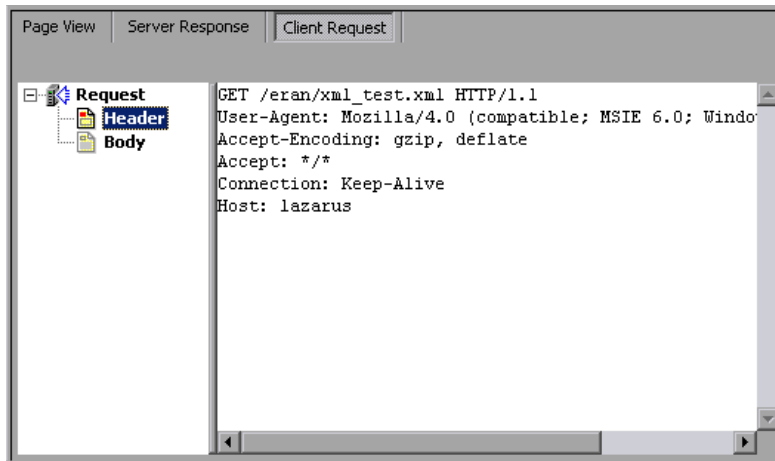 Page View Server Response Client Request
Request
Header
Body
GET /eran/xml_test.xml HTTP/1.1
User-Agent: Mozilla/4.0 (compatible; MSIE 6.0;
Accept-Encoding: gzip, deflate
Accept: */*
Connection: Keep-Alive
Host: lazarus